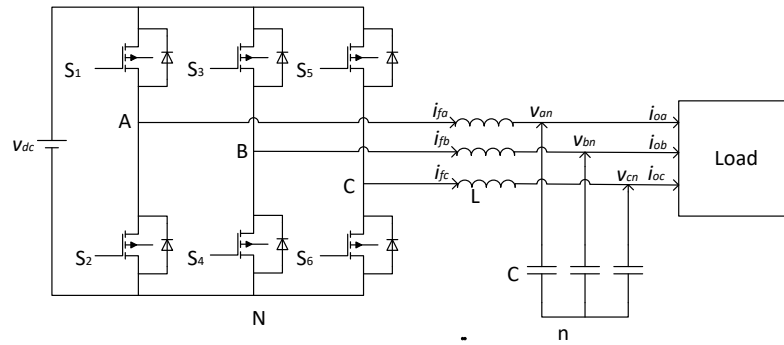 S1
S3
S5
A
ifa
van
ioa
vdc
B
ifb
vbn
iob
Load
C
ifc
L
vcn
ioc
S2
S4
S6
C
N
n